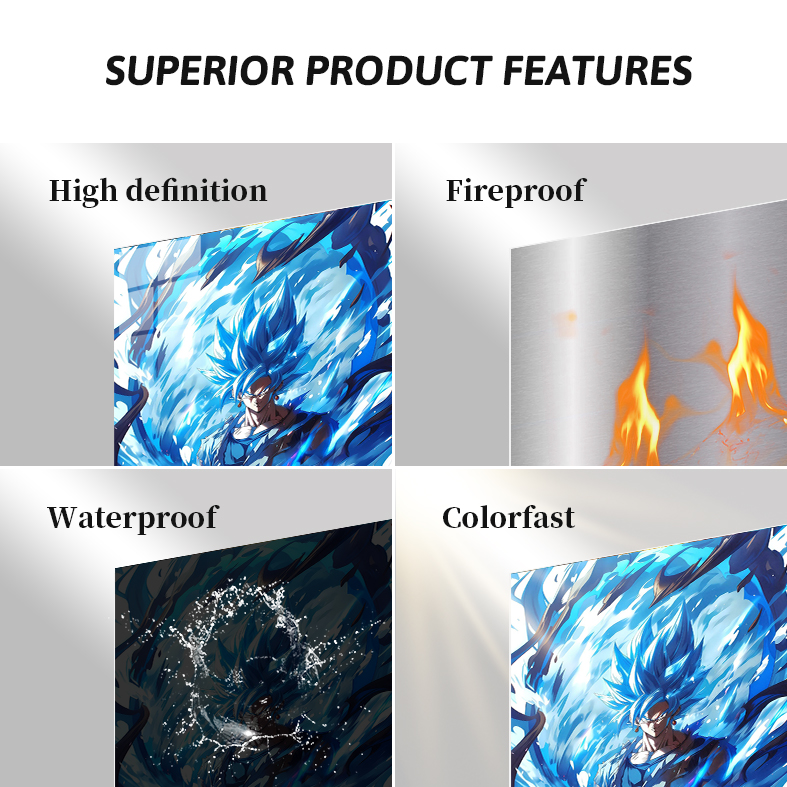 SUPERIOR PRODUCT FEATURES
High definition
Fireproof
Waterproof
Colorfast